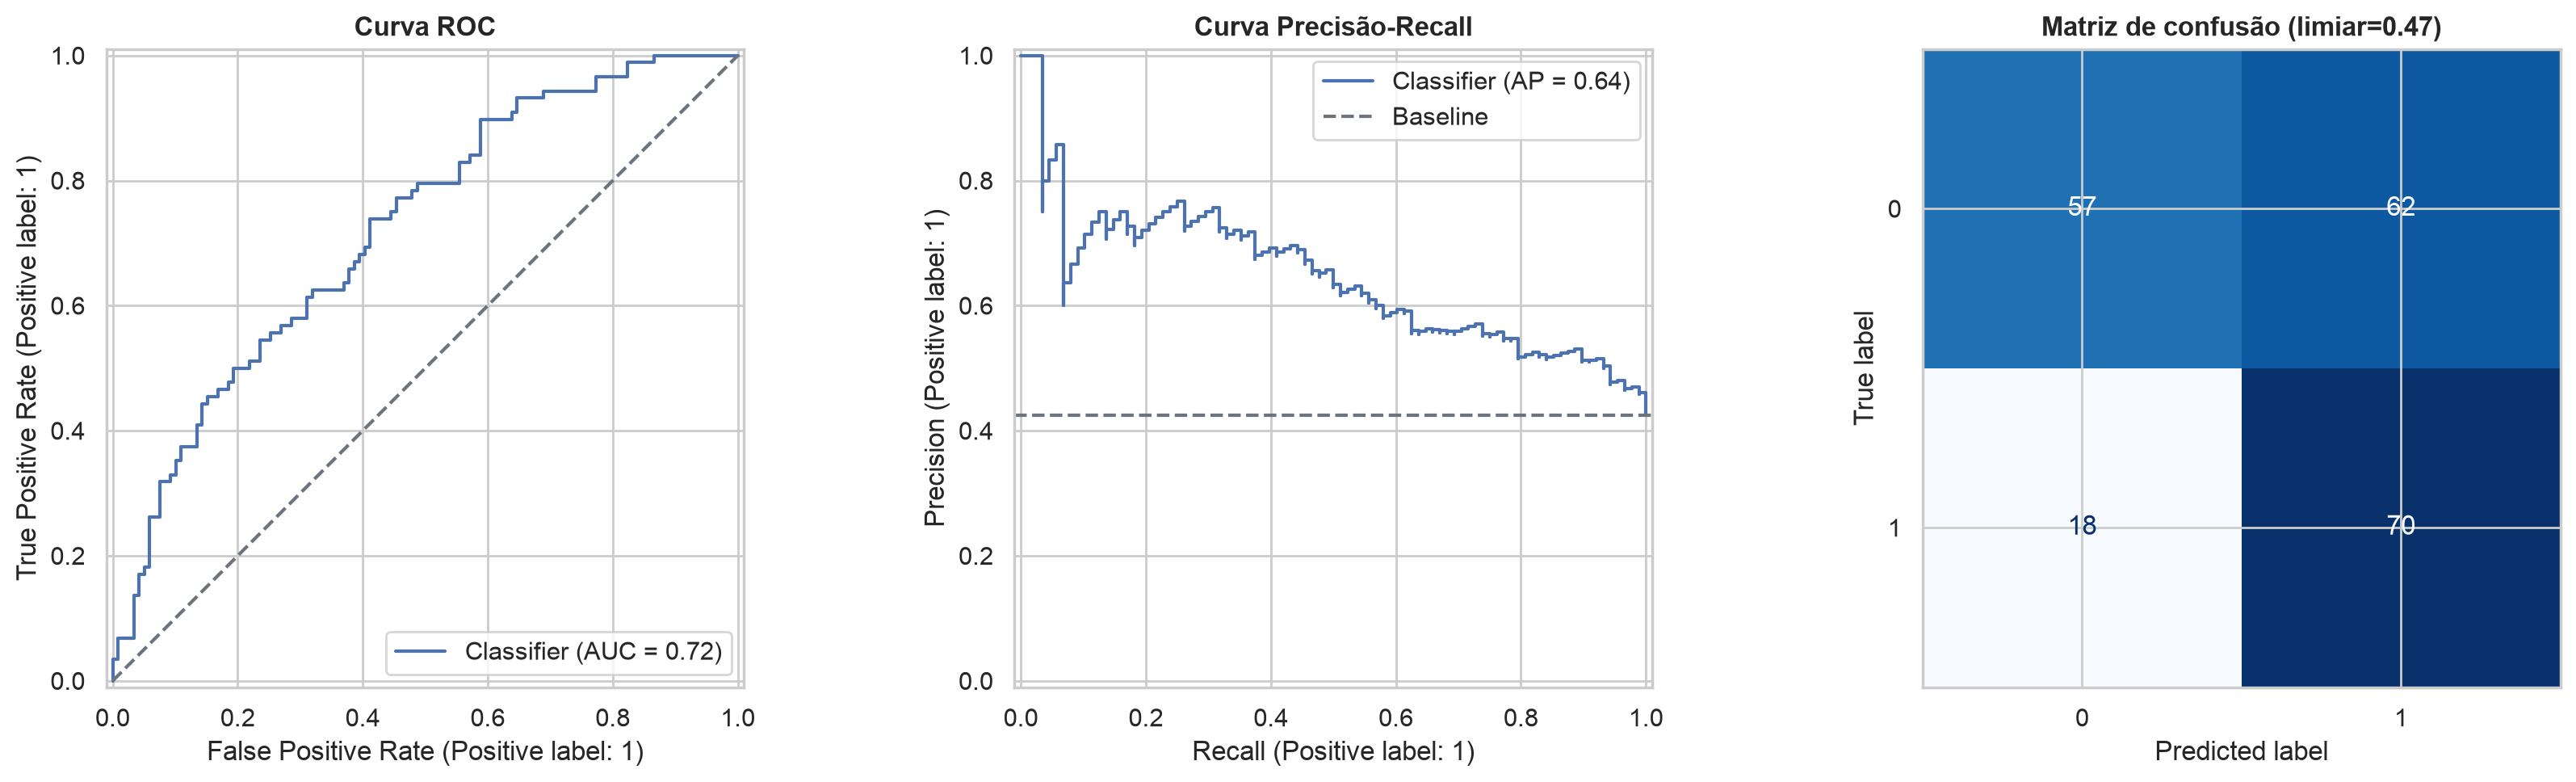 Curva ROC
True Positive Rate (Positive label: 1)
1.0
0.8
0.6
0.4
0.2
0.0
0.0 0.2 0.4 0.6 0.8 1.0
False Positive Rate (Positive label: 1)
Classifier (AUC = 0.72)
Curva Precisão-Recall
Precision (Positive label: 1)
1.0
0.8
0.6
0.4
0.2
0.0
0.0 0.2 0.4 0.6 0.8 1.0
Recall (Positive label: 1)
Classifier (AP = 0.64)
Baseline
Matriz de confusão (limiar=0.47)
True label
0
1
57 62
18 70
0 1
Predicted label